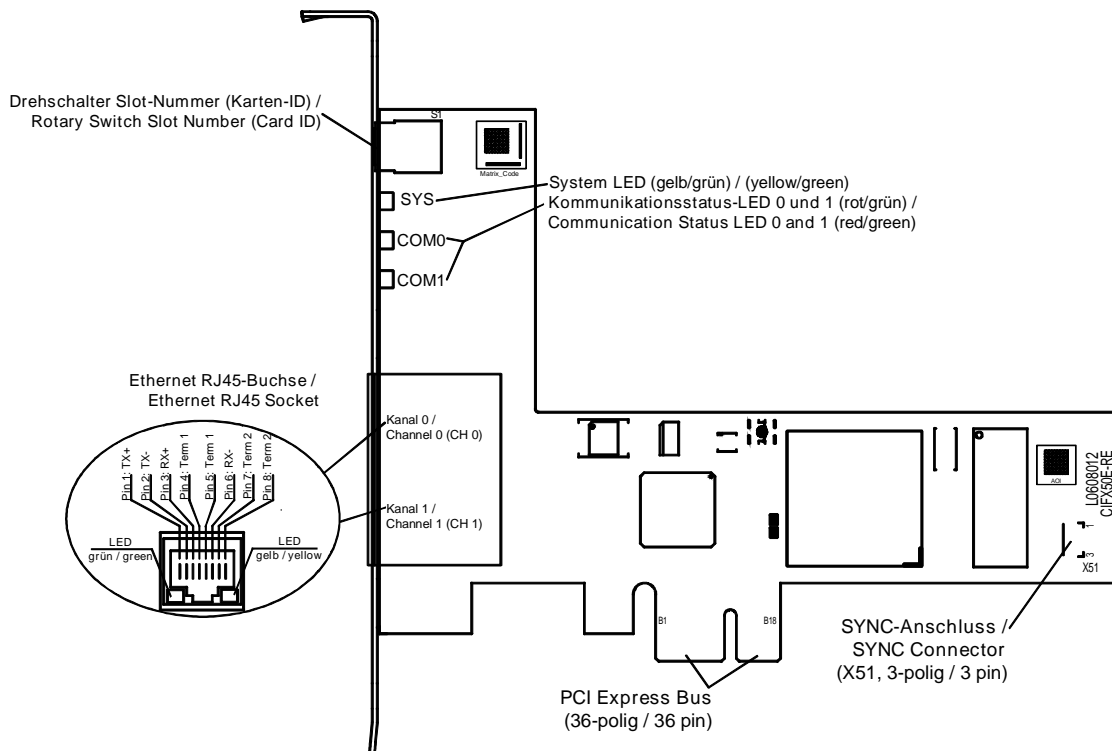 Drehschalter Slot-Nummer (Karten-ID) /
Rotary Switch Slot Number (Card ID)
S1
Matrix_Code
SYS
System LED (gelb/grün) / (yellow/green)
Kommunikationsstatus-LED 0 und 1 (rot/grün) /
Communication Status LED 0 and 1 (red/green)
COM0
COM1
Ethernet RJ45-Buchse /
Ethernet RJ45 Socket
Kanal 0 /
Channel 0 (CH 0)
Kanal 1 /
Channel 1 (CH 1)
Pin 1: TX+
Pin 2: TX-
Pin 3: RX+
Pin 4: Term 1
Pin 5: Term 1
Pin 6: RX-
Pin 7: Term 2
Pin 8: Term 2
LED
grün / green
LED
gelb / yellow
AOI
L0608012
CIFX50E-RE
1
3
X51
B1
B18
SYNC-Anschluss /
SYNC Connector
(X51, 3-polig / 3 pin)
PCI Express Bus
(36-polig / 36 pin)